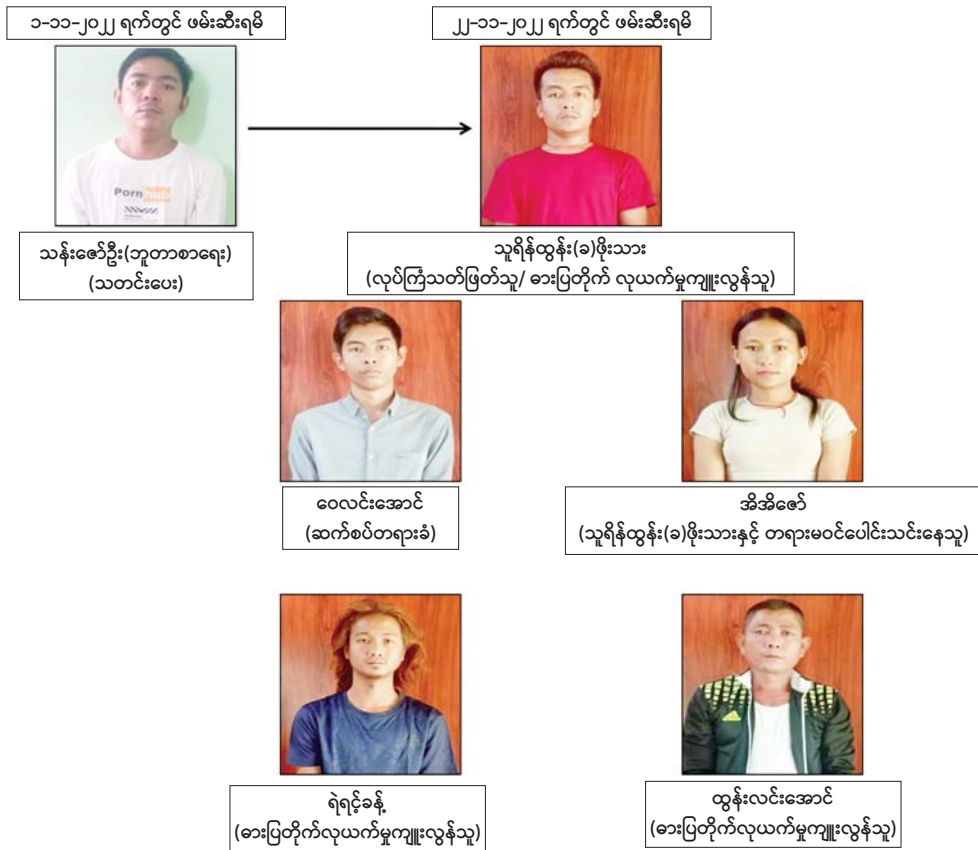 ၁-၁၁-၂၀၂၂ ရက်တွင် ဖမ်းဆီးရမိ
၂၂-၁၁-၂၀၂၂ ရက်တွင် ဖမ်းဆီးရမိ
Porn
သန်းဇော်ဦး(ဘူတာစာရေး)
(သတင်းပေး)
သူရိန်ထွန်း(ခ)ဖိုးသား
(လုပ်ကြံသတ်ဖြတ်သူ/ ဓားပြတိုက် လုယက်မှုကျူးလွန်သူ)
ဝေလင်းအောင်
(ဆက်စပ်တရားခံ)
အိအိဇော်
(သူရိန်ထွန်း(ခ)ဖိုးသားနှင့် တရားမဝင်ပေါင်းသင်းနေသူ)
ရဲရင့်ခန့်
(ဓားပြတိုက်လုယက်မှုကျူးလွန်သူ)
ထွန်းလင်းအောင်
(ဓားပြတိုက်လုယက်မှုကျူးလွန်သူ)